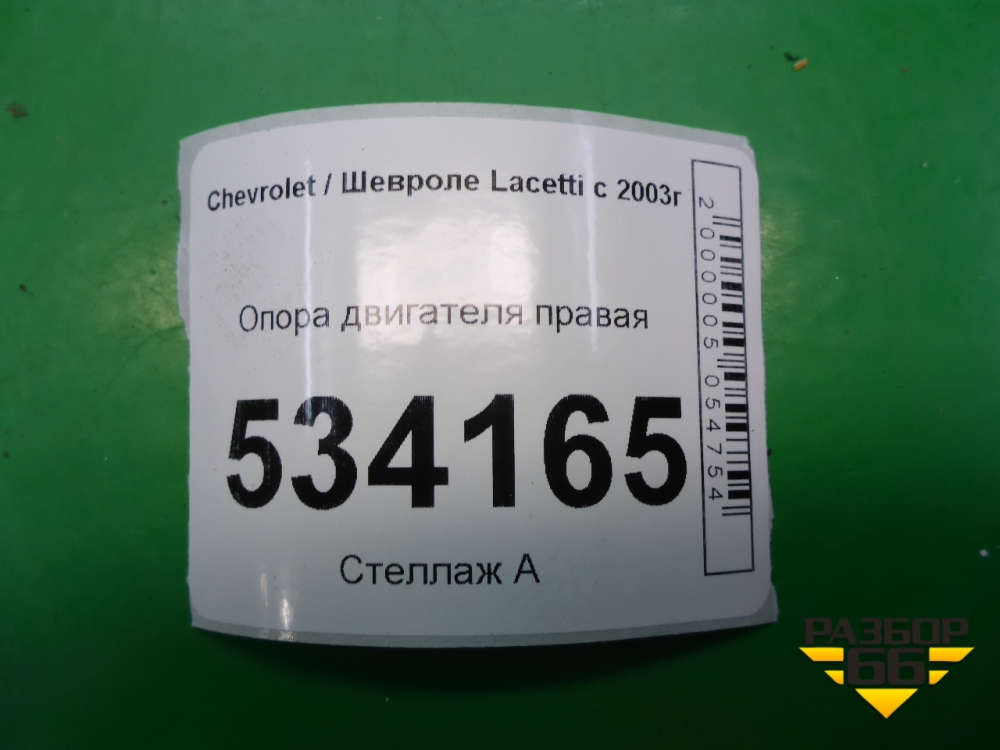 Chevrolet / Шевроле Lacetti с 2003г
Опора двигателя правая
534165
Стеллаж А
2000005054754
РАЗБОР
66